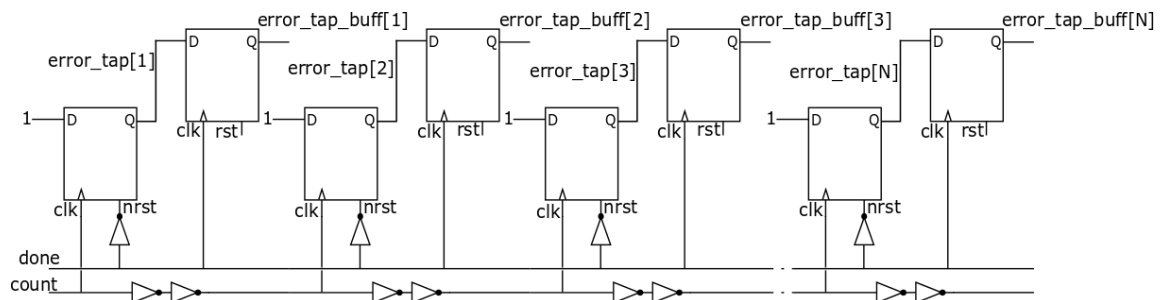 error_tap_buff[1] error_tap_buff[2] error_tap_buff[3] error_tap_buff[N]
D Q D Q D Q D Q
error_tap[1] error_tap[2] error_tap[3] error_tap[N]
1 D Q 1 D Q 1 D Q 1 D Q
clk rst clk rst clk rst clk rst
clk nrst clk nrst clk nrst clk nrst
done
count